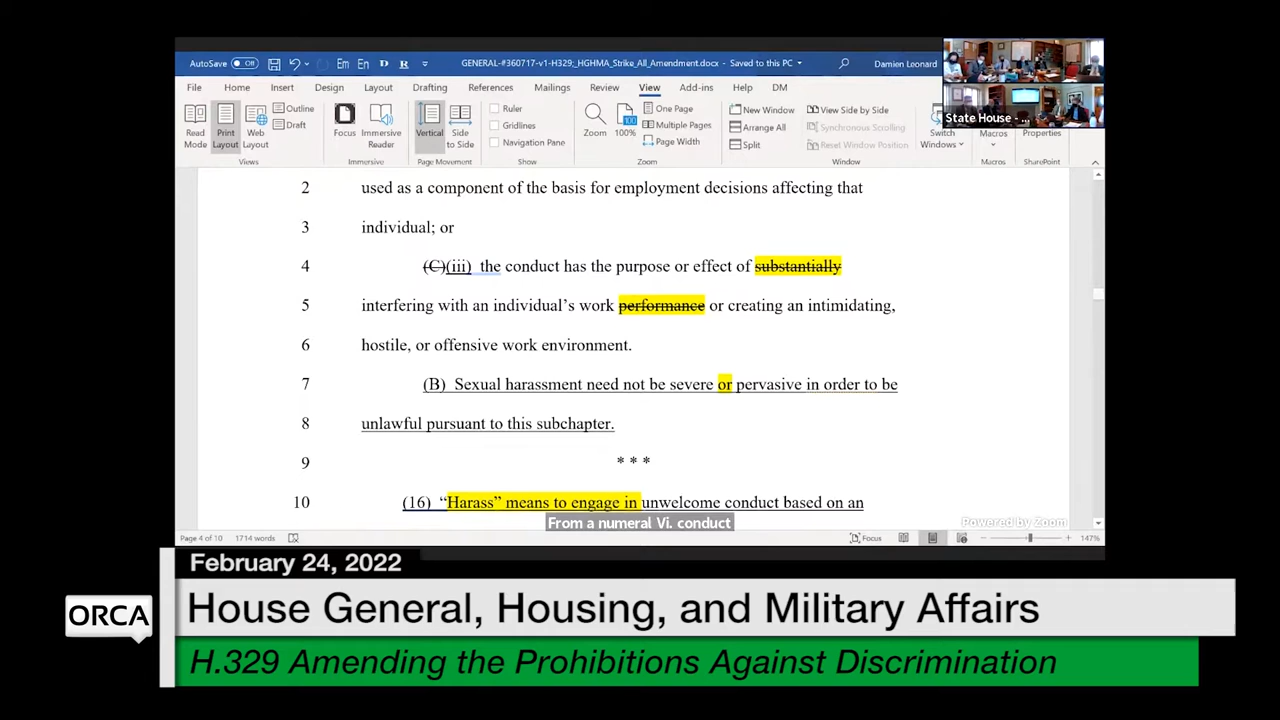 AutoSave Off
Em Em D R
GENERAL-#360717-v1-H329;_HGHMA_Strike_All_Amendment.docx - Saved to this PC
Damien Leonard
File Home Insert Design Layout Drafting References Mailings Review View Add-ins Help DM
Read Mode
Print Layout
Web Layout
Outline
Draft
Views
Focus
Immersive Reader
Immersive
Vertical
Side to Side
Page Movement
Ruler
Gridlines
Navigation Pane
Show
Zoom
100%
One Page
Multiple Pages
Page Width
Zoom
New Window
Arrange All
Split
View Side by Side
Synchronous Scrolling
Reset Window Position
Window
Switch Windows
Macros
Macros
Properties
SharePoint
State House - ...
2 used as a component of the basis for employment decisions affecting that
3 individual; or
4 (C)(iii) the conduct has the purpose or effect of substantially
5 interfering with an individual’s work performance or creating an intimidating,
6 hostile, or offensive work environment.
7 (B) Sexual harassment need not be severe or pervasive in order to be
8 unlawful pursuant to this subchapter.
9 * * *
10 (16) “Harass” means to engage in unwelcome conduct based on an
From a numeral Vi. conduct
Powered by Zoom
Page 4 of 10 1714 words
Focus
147%
February 24, 2022
ORCA
House General, Housing, and Military Affairs
H.329 Amending the Prohibitions Against Discrimination